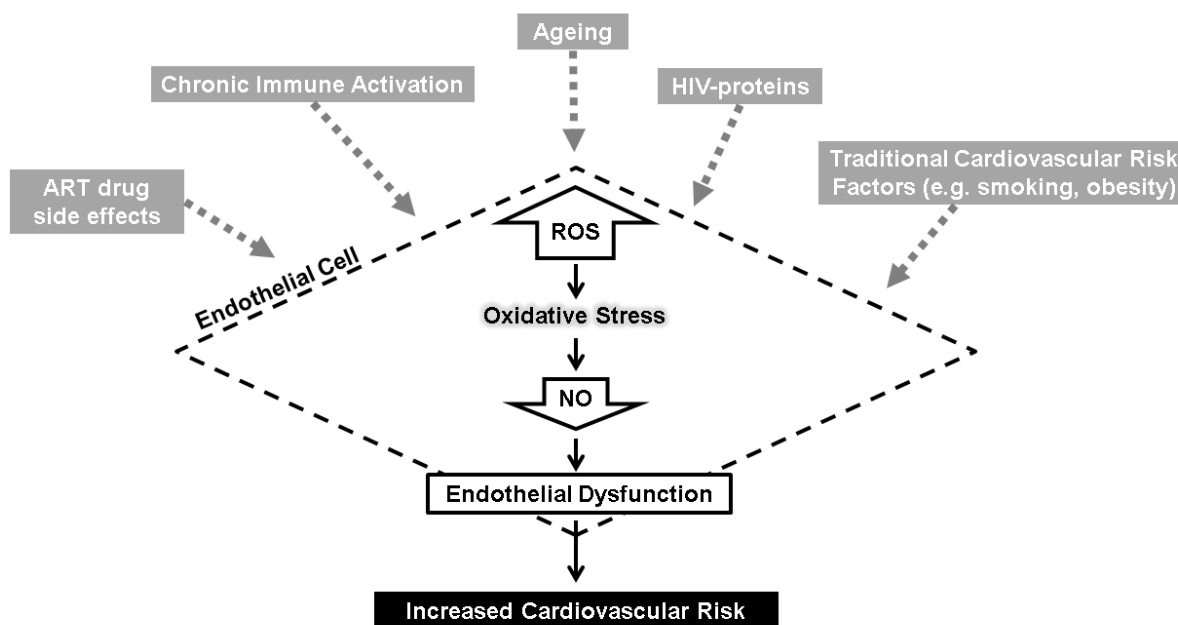 Ageing
Chronic Immune Activation
HIV-proteins
ART drug
side effects
Traditional Cardiovascular Risk
Factors (e.g. smoking, obesity)
Endothelial Cell
ROS
Oxidative Stress
NO
Endothelial Dysfunction
Increased Cardiovascular Risk